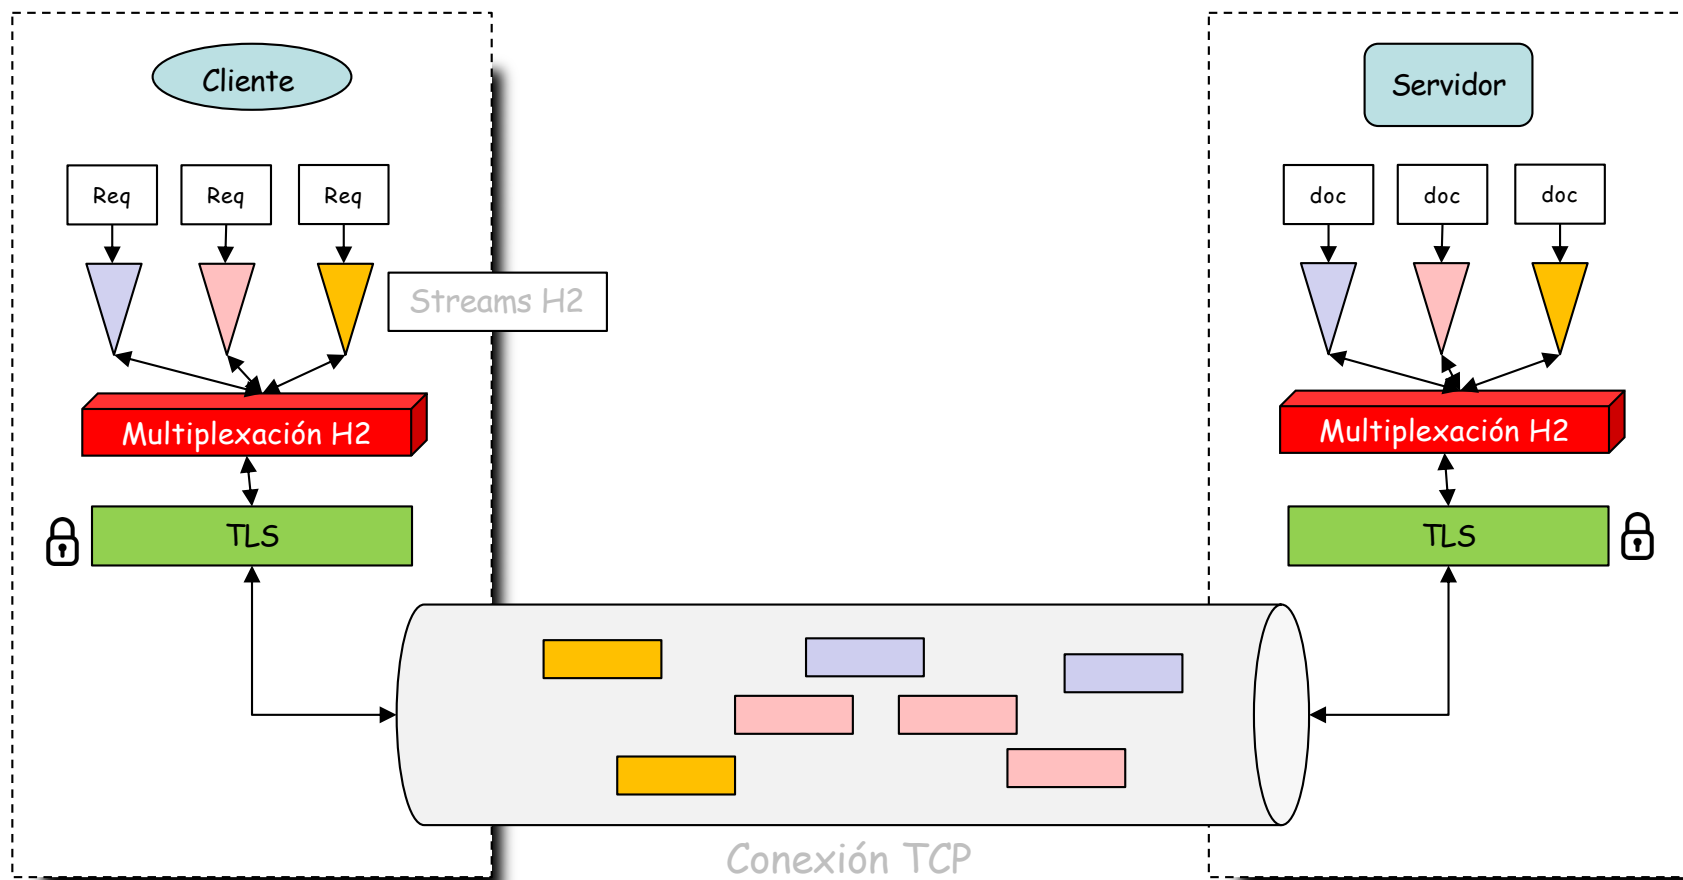 Cliente
Servidor
Req
Req
Req
doc
doc
doc
Streams H2
Multiplexación H2
Multiplexación H2
TLS
TLS
Conexión TCP